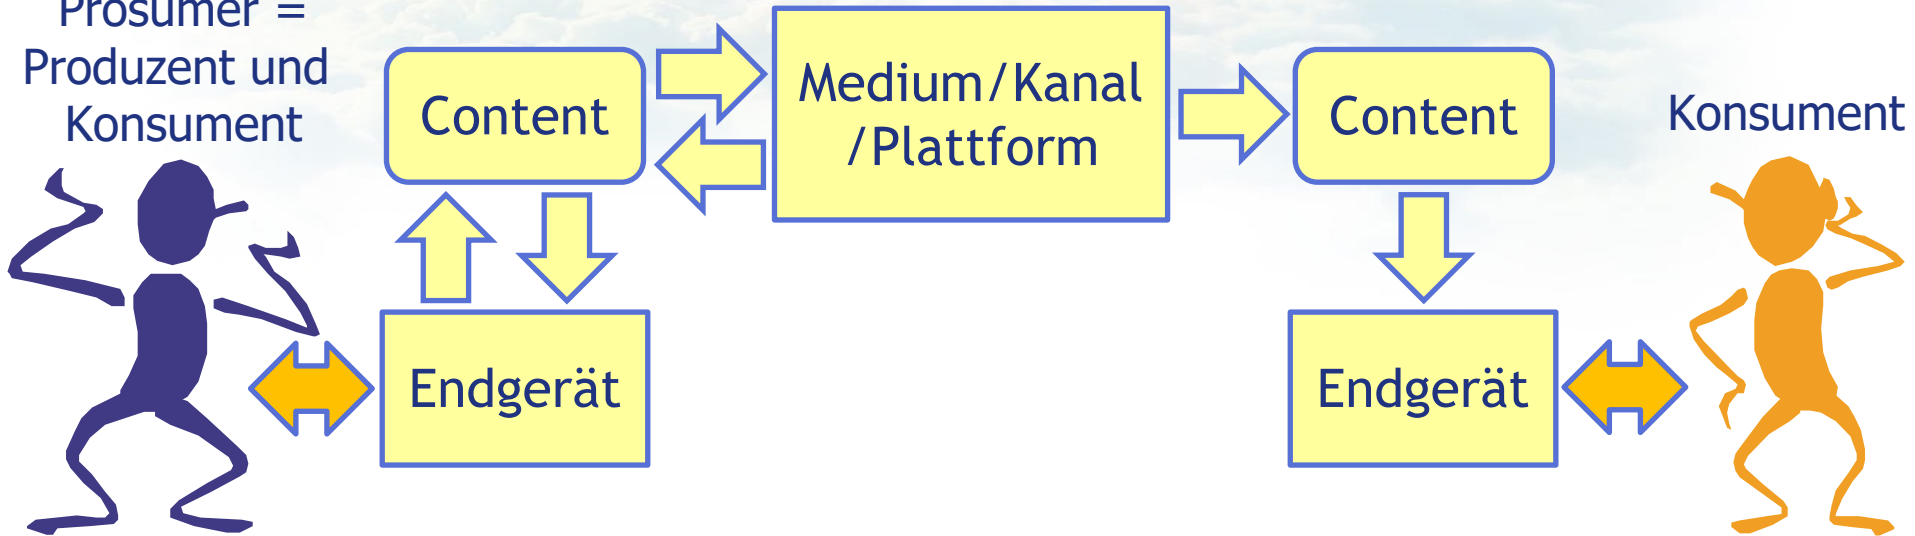 Prosumer =
Produzent und
Konsument
Content
Medium/Kanal
/Plattform
Content
Konsument
Endgerät
Endgerät